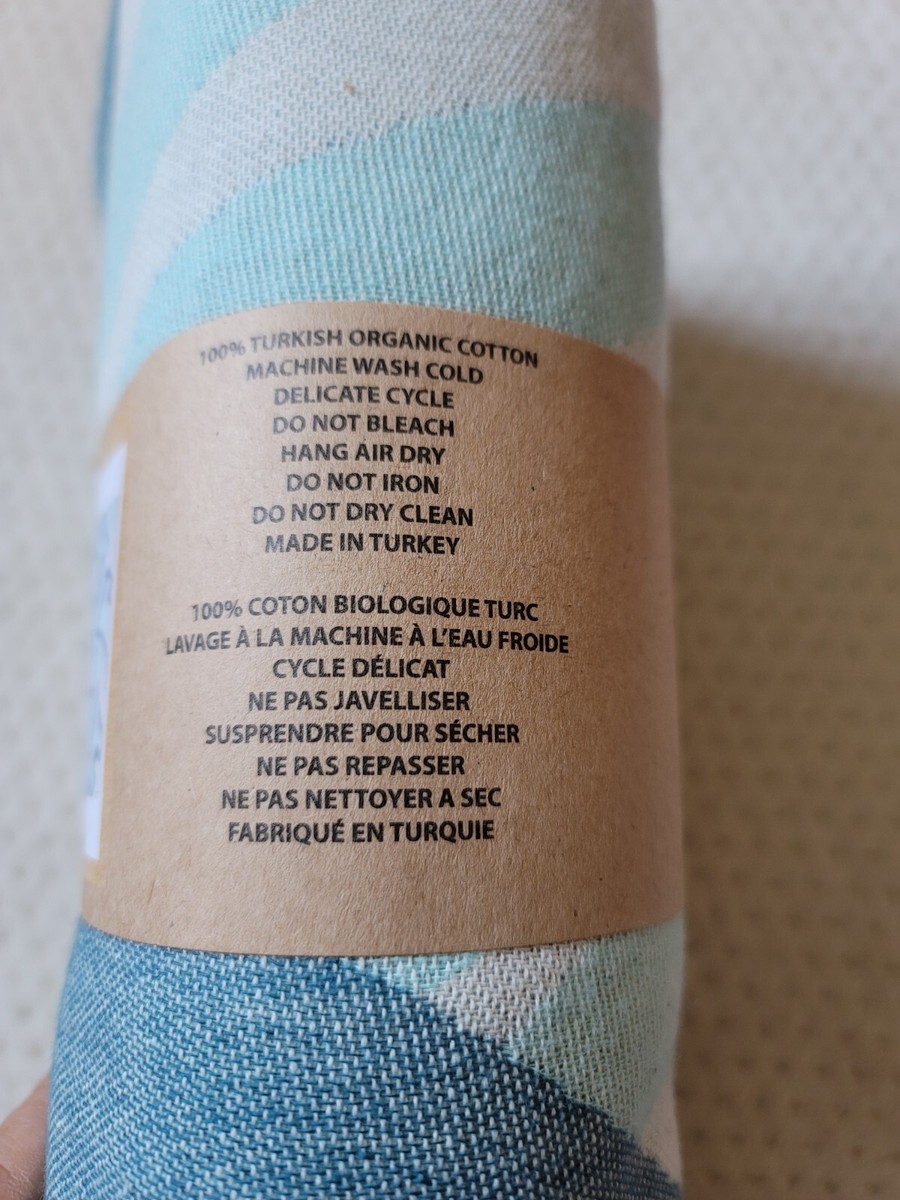 100% TURKISH ORGANIC COTTON
MACHINE WASH COLD
DELICATE CYCLE
DO NOT BLEACH
HANG AIR DRY
DO NOT IRON
DO NOT DRY CLEAN
MADE IN TURKEY
100% COTON BIOLOGIQUE TURC
LAVAGE À LA MACHINE À L'EAU FROIDE
CYCLE DÉLICAT
NE PAS JAVELLISER
SUSPRENDRE POUR SÉCHER
NE PAS REPASSER
NE PAS NETTOYER A SEC
FABRIQUÉ EN TURQUIE